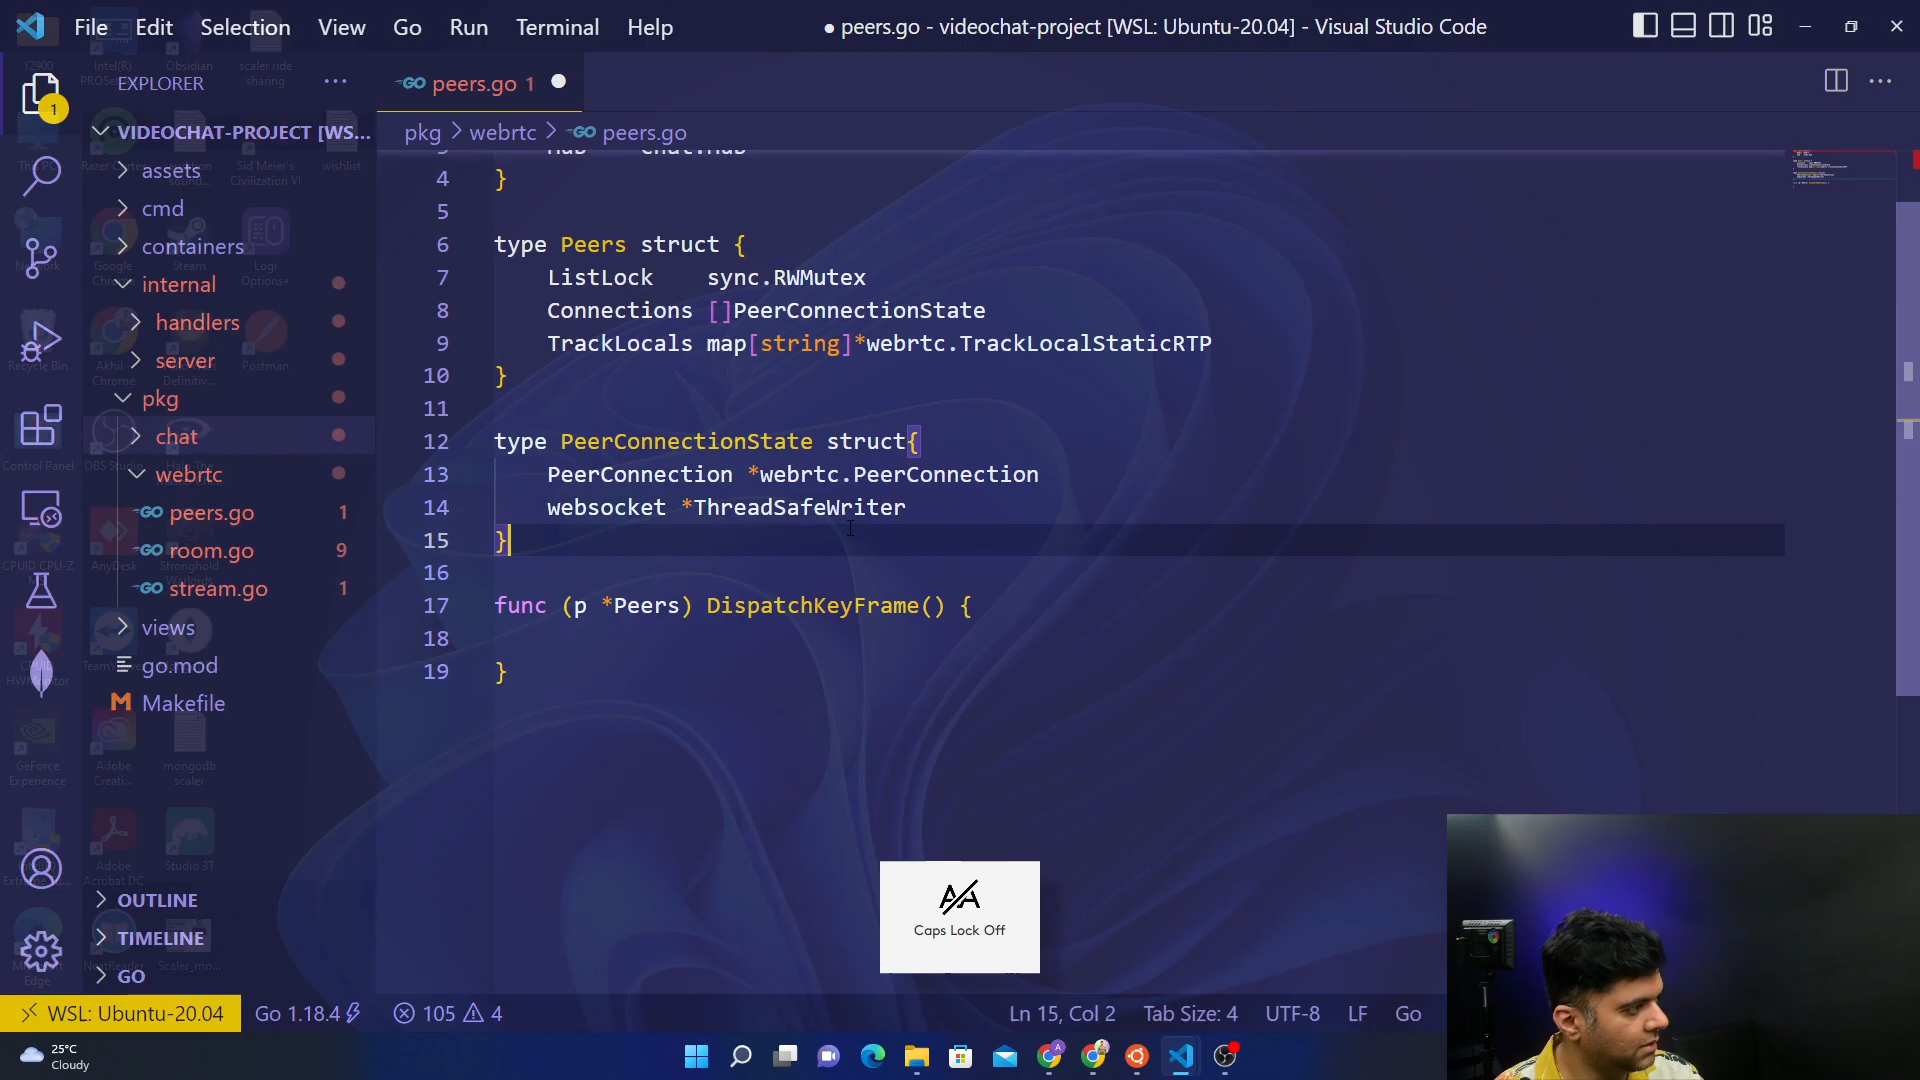 File Edit Selection View Go Run Terminal Help
● peers.go - videochat-project [WSL: Ubuntu-20.04] - Visual Studio Code
EXPLORER
GO peers.go 1
1
VIDEOCHAT-PROJECT [WS...
pkg > webrtc > GO peers.go
assets
cmd
containers
internal
handlers
server
pkg
chat
webrtc
GO peers.go 1
GO room.go 9
GO stream.go 1
views
go.mod
M Makefile
OUTLINE
TIMELINE
GO
4 }
5
6 type Peers struct {
7 ListLock sync.RWMutex
8 Connections []PeerConnectionState
9 TrackLocals map[string]*webrtc.TrackLocalStaticRTP
10 }
11
12 type PeerConnectionState struct{
13 PeerConnection *webrtc.PeerConnection
14 websocket *ThreadSafeWriter
15 }
16
17 func (p *Peers) DispatchKeyFrame() {
18
19 }
Caps Lock Off
WSL: Ubuntu-20.04 Go 1.18.4 105 4
Ln 15, Col 2 Tab Size: 4 UTF-8 LF Go
25°C
Cloudy